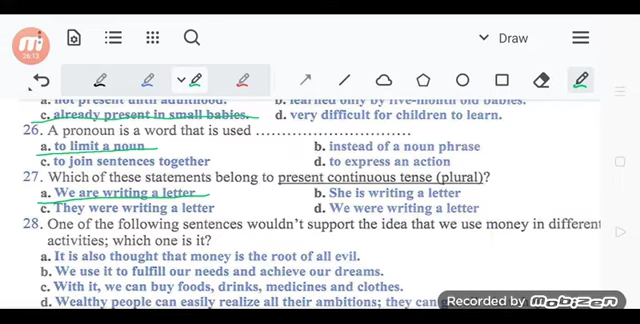 26:13
Draw
a. not present until adulthood. b. learned only by five-month old babies.
c. already present in small babies. d. very difficult for children to learn.
26. A pronoun is a word that is used ……………………………
a. to limit a noun b. instead of a noun phrase
c. to join sentences together d. to express an action
27. Which of these statements belong to present continuous tense (plural)?
a. We are writing a letter b. She is writing a letter
c. They were writing a letter d. We were writing a letter
28. One of the following sentences wouldn't support the idea that we use money in different
activities; which one is it?
a. It is also thought that money is the root of all evil.
b. We use it to fulfill our needs and achieve our dreams.
c. With it, we can buy foods, drinks, medicines and clothes.
d. Wealthy people can easily realize all their ambitions; they can
Recorded by Mobizen